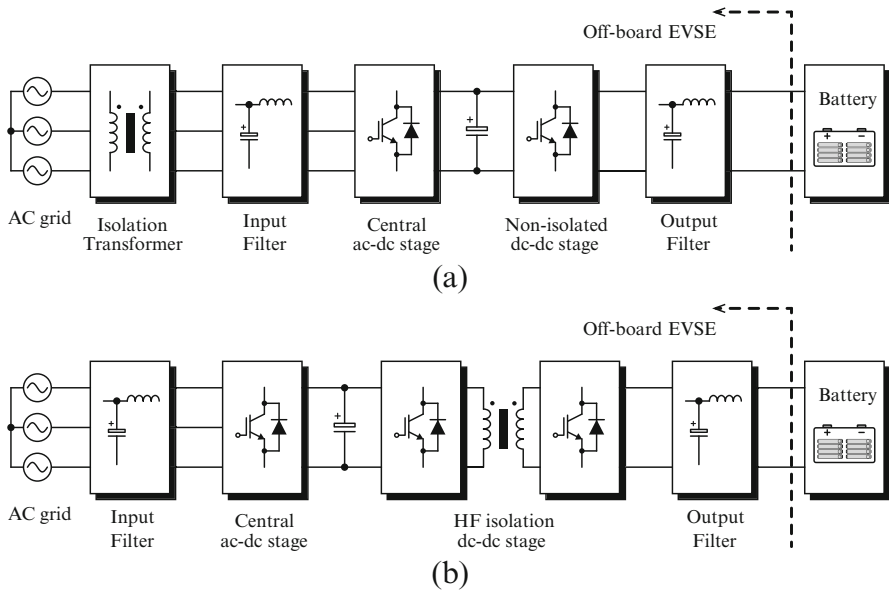 Off-board EVSE
Battery
+ −
AC grid
Isolation
Transformer
Input
Filter
Central
ac-dc stage
Non-isolated
dc-dc stage
Output
Filter
(a)
Off-board EVSE
Battery
+ −
AC grid
Input
Filter
Central
ac-dc stage
HF isolation
dc-dc stage
Output
Filter
(b)